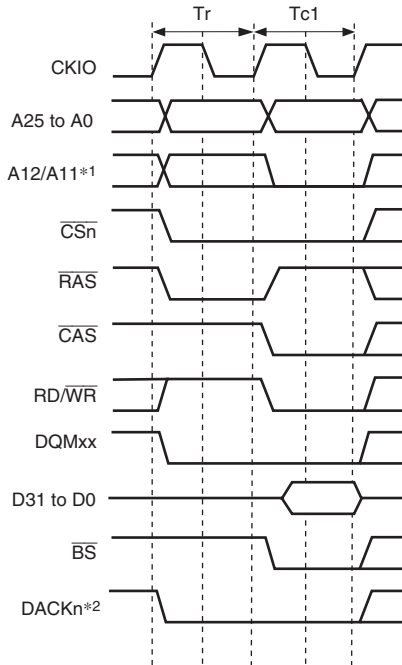 Tr Tc1
CKIO
A25 to A0
A12/A11*1
CSn
RAS
CAS
RD/WR
DQMxx
D31 to D0
BS
DACKn*2